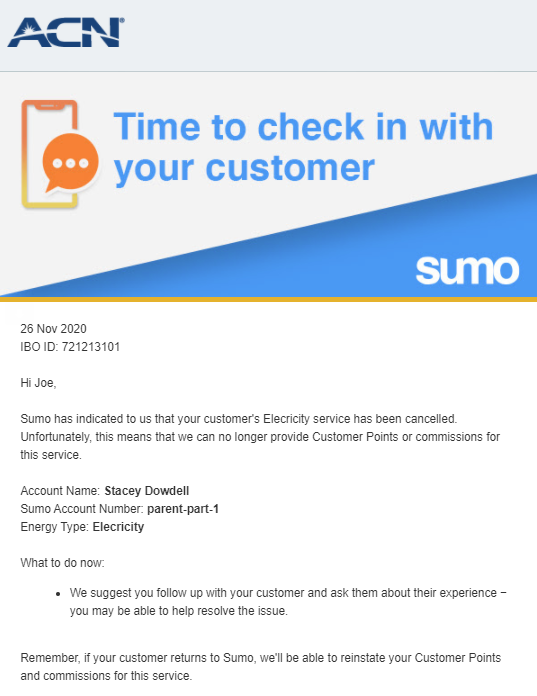 ACN
Time to check in with
your customer
sumo
26 Nov 2020
IBO ID: 721213101
Hi Joe,
Sumo has indicated to us that your customer's Elecricity service has been cancelled.
Unfortunately, this means that we can no longer provide Customer Points or commissions for
this service.
Account Name: Stacey Dowdell
Sumo Account Number: parent-part-1
Energy Type: Elecricity
What to do now:
• We suggest you follow up with your customer and ask them about their experience –
you may be able to help resolve the issue.
Remember, if your customer returns to Sumo, we'll be able to reinstate your Customer Points
and commissions for this service.